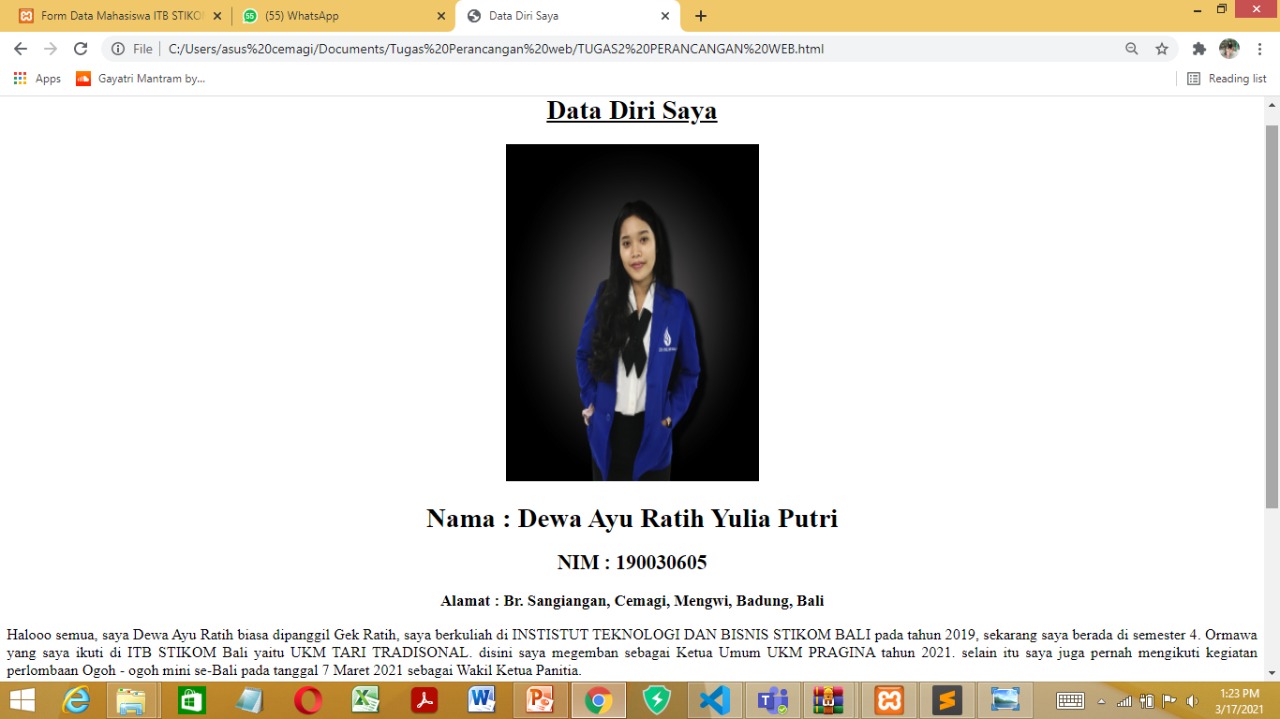 Form Data Mahasiswa ITB STIKO
(55) WhatsApp
Data Diri Saya
File
C:/Users/asus%20cemagi/Documents/Tugas%20Perancangan%20web/TUGAS2%20PERANCANGAN%20WEB.html
Apps
Gayatri Mantram by...
Reading list
Data Diri Saya
Nama : Dewa Ayu Ratih Yulia Putri
NIM : 190030605
Alamat : Br. Sangiangan, Cemagi, Mengwi, Badung, Bali
Halooo semua, saya Dewa Ayu Ratih biasa dipanggil Gek Ratih, saya berkuliah di INSTISTUT TEKNOLOGI DAN BISNIS STIKOM BALI pada tahun 2019, sekarang saya berada di semester 4. Ormawa
yang saya ikuti di ITB STIKOM Bali yaitu UKM TARI TRADISONAL. disini saya megemban sebagai Ketua Umum UKM PRAGINA tahun 2021. selain itu saya juga pernah mengikuti kegiatan
perlombaan Ogoh - ogoh mini se-Bali pada tanggal 7 Maret 2021 sebagai Wakil Ketua Panitia.
1:23 PM
3/17/2021